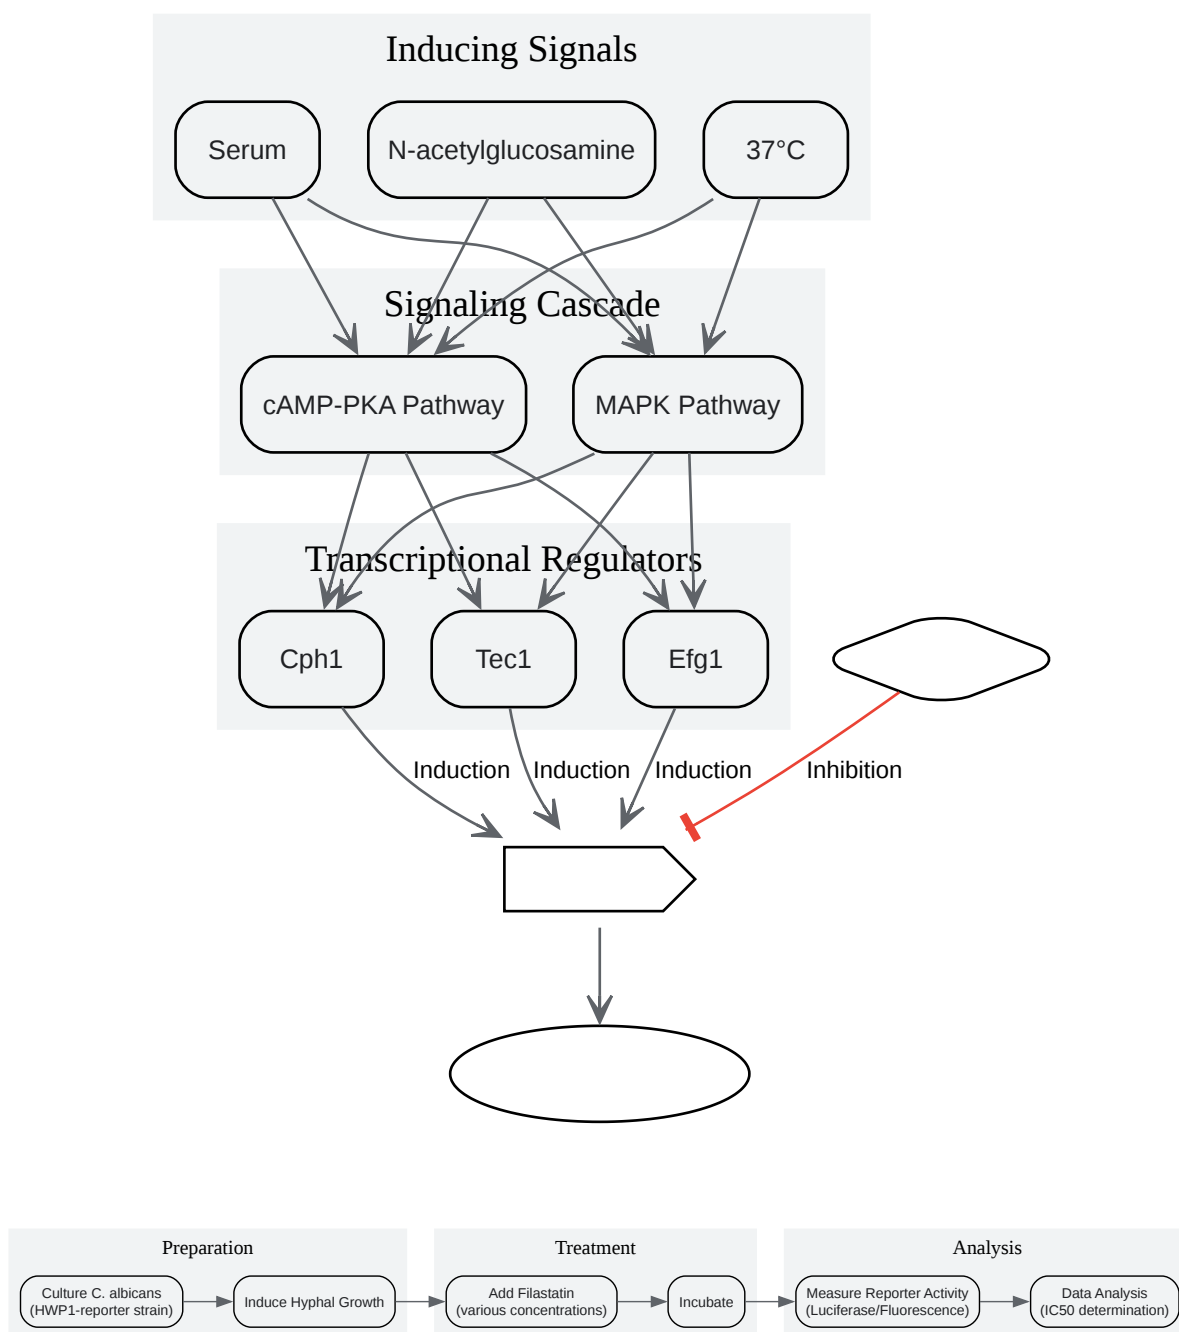 Inducing Signals
Serum
N-acetylglucosamine
37°C
Signaling Cascade
cAMP-PKA Pathway
MAPK Pathway
Transcriptional Regulators
Cph1
Tec1
Efg1
Induction
Induction
Induction
Inhibition
Preparation
Culture C. albicans
(HWP1-reporter strain)
Induce Hyphal Growth
Treatment
Add Filastatin
(various concentrations)
Incubate
Analysis
Measure Reporter Activity
(Luciferase/Fluorescence)
Data Analysis
(IC50 determination)